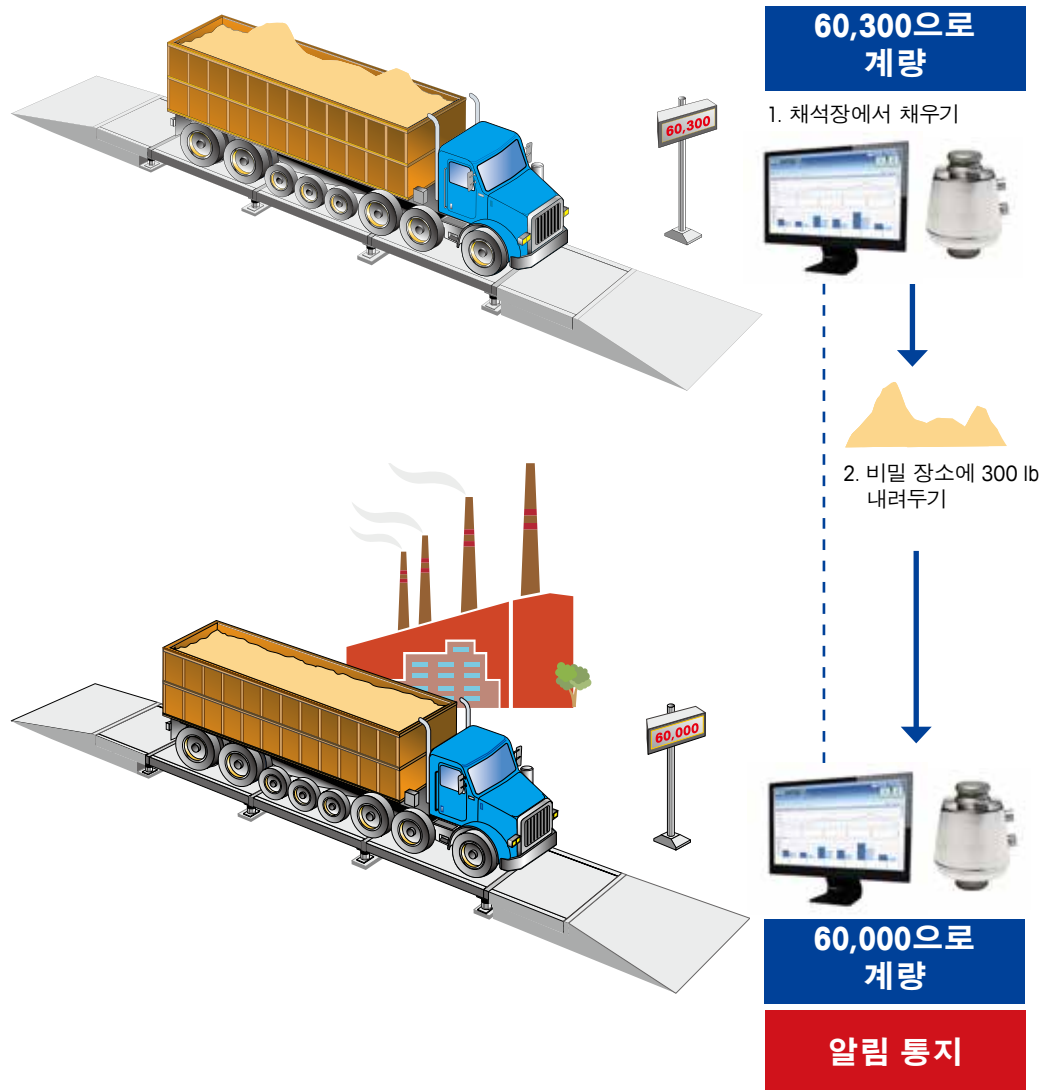 60,300으로
계량
1. 채석장에서 채우기
60,300
2. 비밀 장소에 300 lb
내려두기
60,000
60,000으로
계량
알림 통지